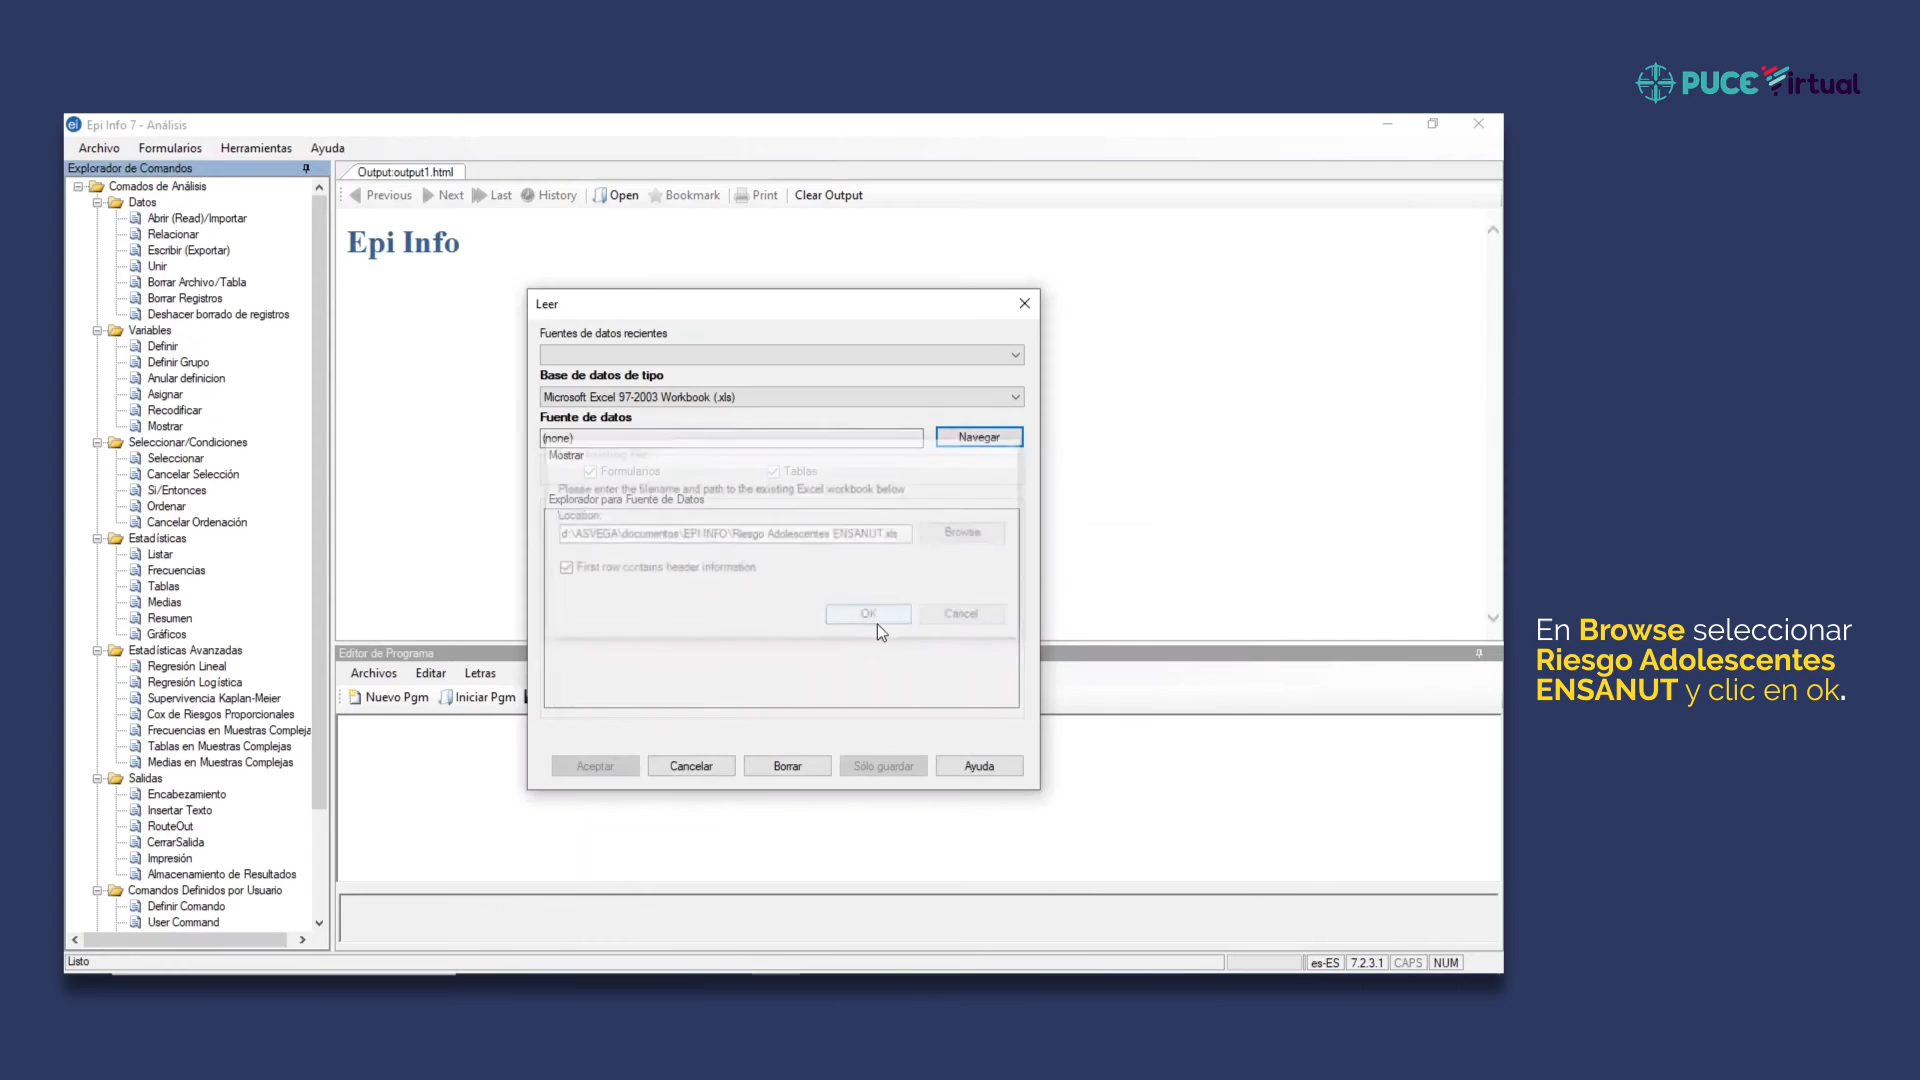 PUCE Virtual
Epi Info 7 - Análisis
Archivo Formularios Herramientas Ayuda
Explorador de Comandos
Comados de Análisis
Datos
Abrir (Read)/Importar
Relacionar
Escribir (Exportar)
Unir
Borrar Archivo/Tabla
Borrar Registros
Deshacer borrado de registros
Variables
Definir
Definir Grupo
Anular definicion
Asignar
Recodificar
Mostrar
Seleccionar/Condiciones
Seleccionar
Cancelar Selección
Si/Entonces
Ordenar
Cancelar Ordenación
Estadísticas
Listar
Frecuencias
Tablas
Medias
Resumen
Gráficos
Estadísticas Avanzadas
Regresión Lineal
Regresión Logística
Supervivencia Kaplan-Meier
Cox de Riesgos Proporcionales
Frecuencias en Muestras Compleja
Tablas en Muestras Complejas
Medias en Muestras Complejas
Salidas
Encabezamiento
Insertar Texto
RouteOut
CerrarSalida
Impresión
Almacenamiento de Resultados
Comandos Definidos por Usuario
Definir Comando
User Command
Listo
Output:output1.html
Previous Next Last History Open Bookmark Print Clear Output
Epi Info
Leer
Fuentes de datos recientes
Base de datos de tipo
Microsoft Excel 97-2003 Workbook (.xls)
Fuente de datos
(none) Navegar
Mostrar
Formularios Tablas
Please enter the filename and path to the existing Excel workbook below
Explorador para Fuente de Datos
Location:
d:\ASVEGA\documentos\EPI INFO\Riesgo Adolescentes ENSANUT.xls Browse
First row contains header information
OK Cancel
Aceptar Cancelar Borrar Sólo guardar Ayuda
Editor de Programa
Archivos Editar Letras
Nuevo Pgm Iniciar Pgm
es-ES 7.2.3.1 CAPS NUM
En Browse seleccionar
Riesgo Adolescentes
ENSANUT y clic en ok.